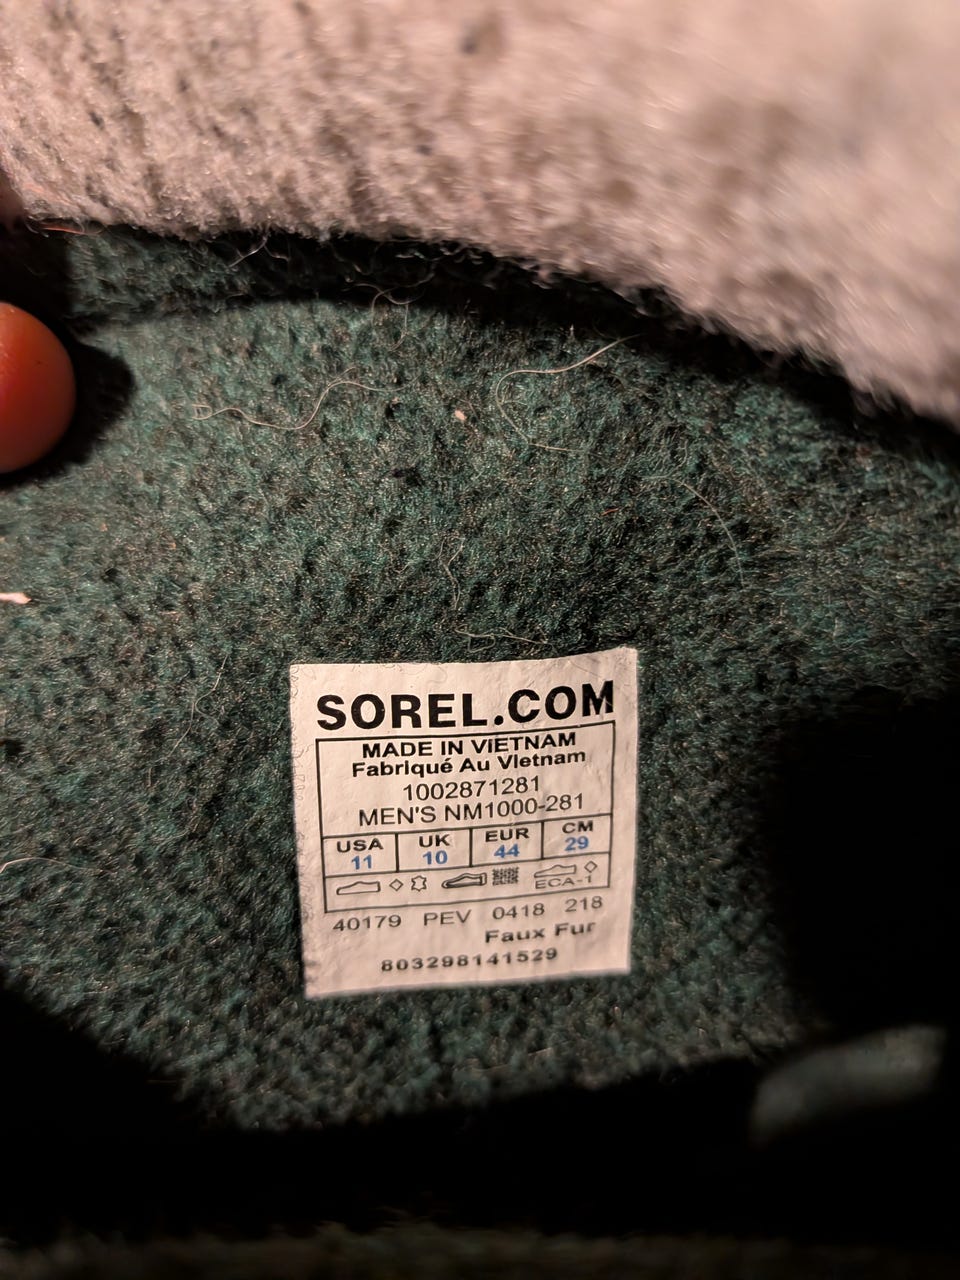 SOREL.COM
MADE IN VIETNAM
Fabriqué Au Vietnam
1002871281
MEN'S NM1000-281
USA UK EUR CM
11 10 44 29
ECA-1
40179 PEV 0418 218
Faux Fur
803298141529